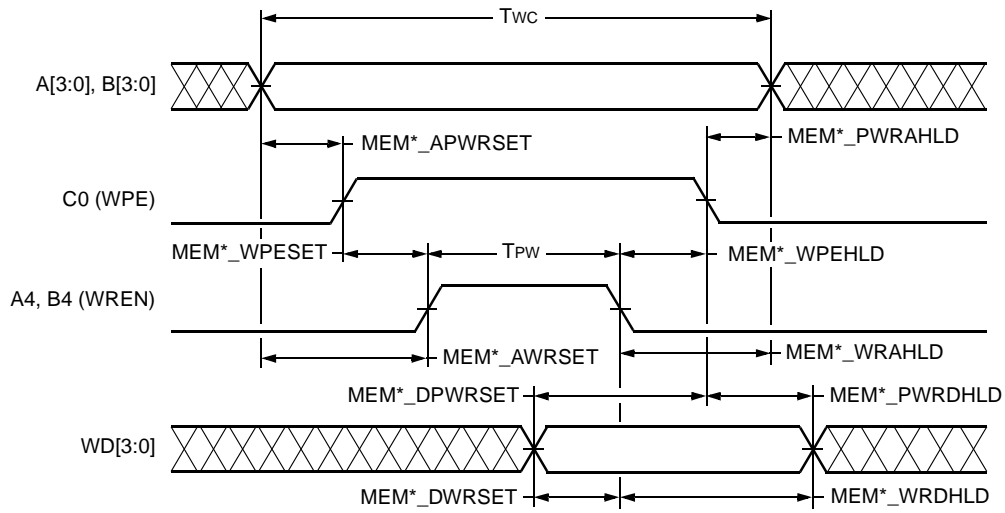 TWC
A[3:0], B[3:0]
MEM*_APWRSET
MEM*_PWRAHLD
C0 (WPE)
MEM*_WPESET
TPW
MEM*_WPEHLD
A4, B4 (WREN)
MEM*_AWRSET
MEM*_WRAHLD
MEM*_DPWRSET
MEM*_PWRDHLD
WD[3:0]
MEM*_DWRSET
MEM*_WRDHLD